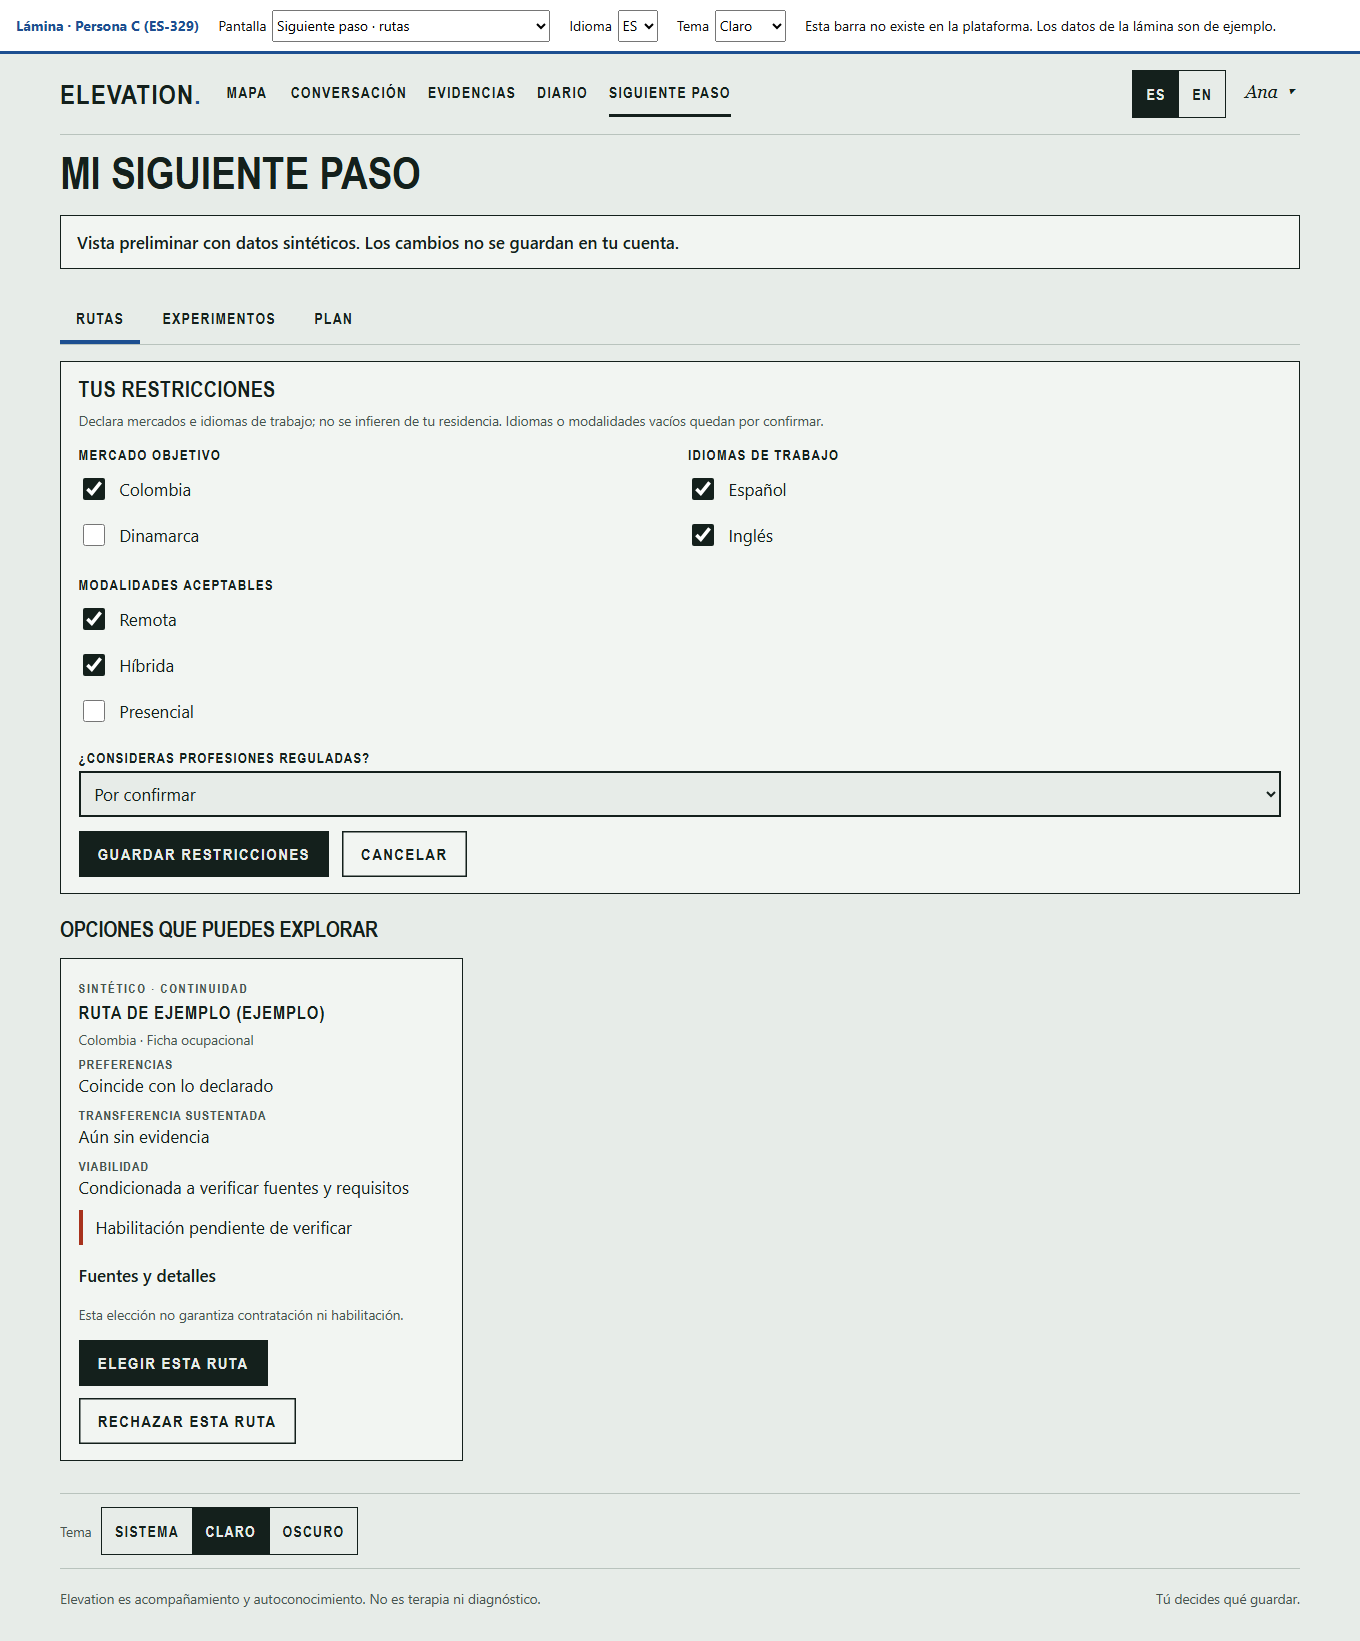 Lámina · Persona C (ES-329) Pantalla Siguiente paso · rutas Idioma ES Tema Claro Esta barra no existe en la plataforma. Los datos de la lámina son de ejemplo.
ELEVATION. MAPA CONVERSACIÓN EVIDENCIAS DIARIO SIGUIENTE PASO ES EN Ana
MI SIGUIENTE PASO
Vista preliminar con datos sintéticos. Los cambios no se guardan en tu cuenta.
RUTAS EXPERIMENTOS PLAN
TUS RESTRICCIONES
Declara mercados e idiomas de trabajo; no se infieren de tu residencia. Idiomas o modalidades vacíos quedan por confirmar.
MERCADO OBJETIVO IDIOMAS DE TRABAJO
Colombia Español
Dinamarca Inglés
MODALIDADES ACEPTABLES
Remota
Híbrida
Presencial
¿CONSIDERAS PROFESIONES REGULADAS?
Por confirmar
GUARDAR RESTRICCIONES CANCELAR
OPCIONES QUE PUEDES EXPLORAR
SINTÉTICO · CONTINUIDAD
RUTA DE EJEMPLO (EJEMPLO)
Colombia · Ficha ocupacional
PREFERENCIAS
Coincide con lo declarado
TRANSFERENCIA SUSTENTADA
Aún sin evidencia
VIABILIDAD
Condicionada a verificar fuentes y requisitos
Habilitación pendiente de verificar
Fuentes y detalles
Esta elección no garantiza contratación ni habilitación.
ELEGIR ESTA RUTA
RECHAZAR ESTA RUTA
Tema SISTEMA CLARO OSCURO
Elevation es acompañamiento y autoconocimiento. No es terapia ni diagnóstico. Tú decides qué guardar.